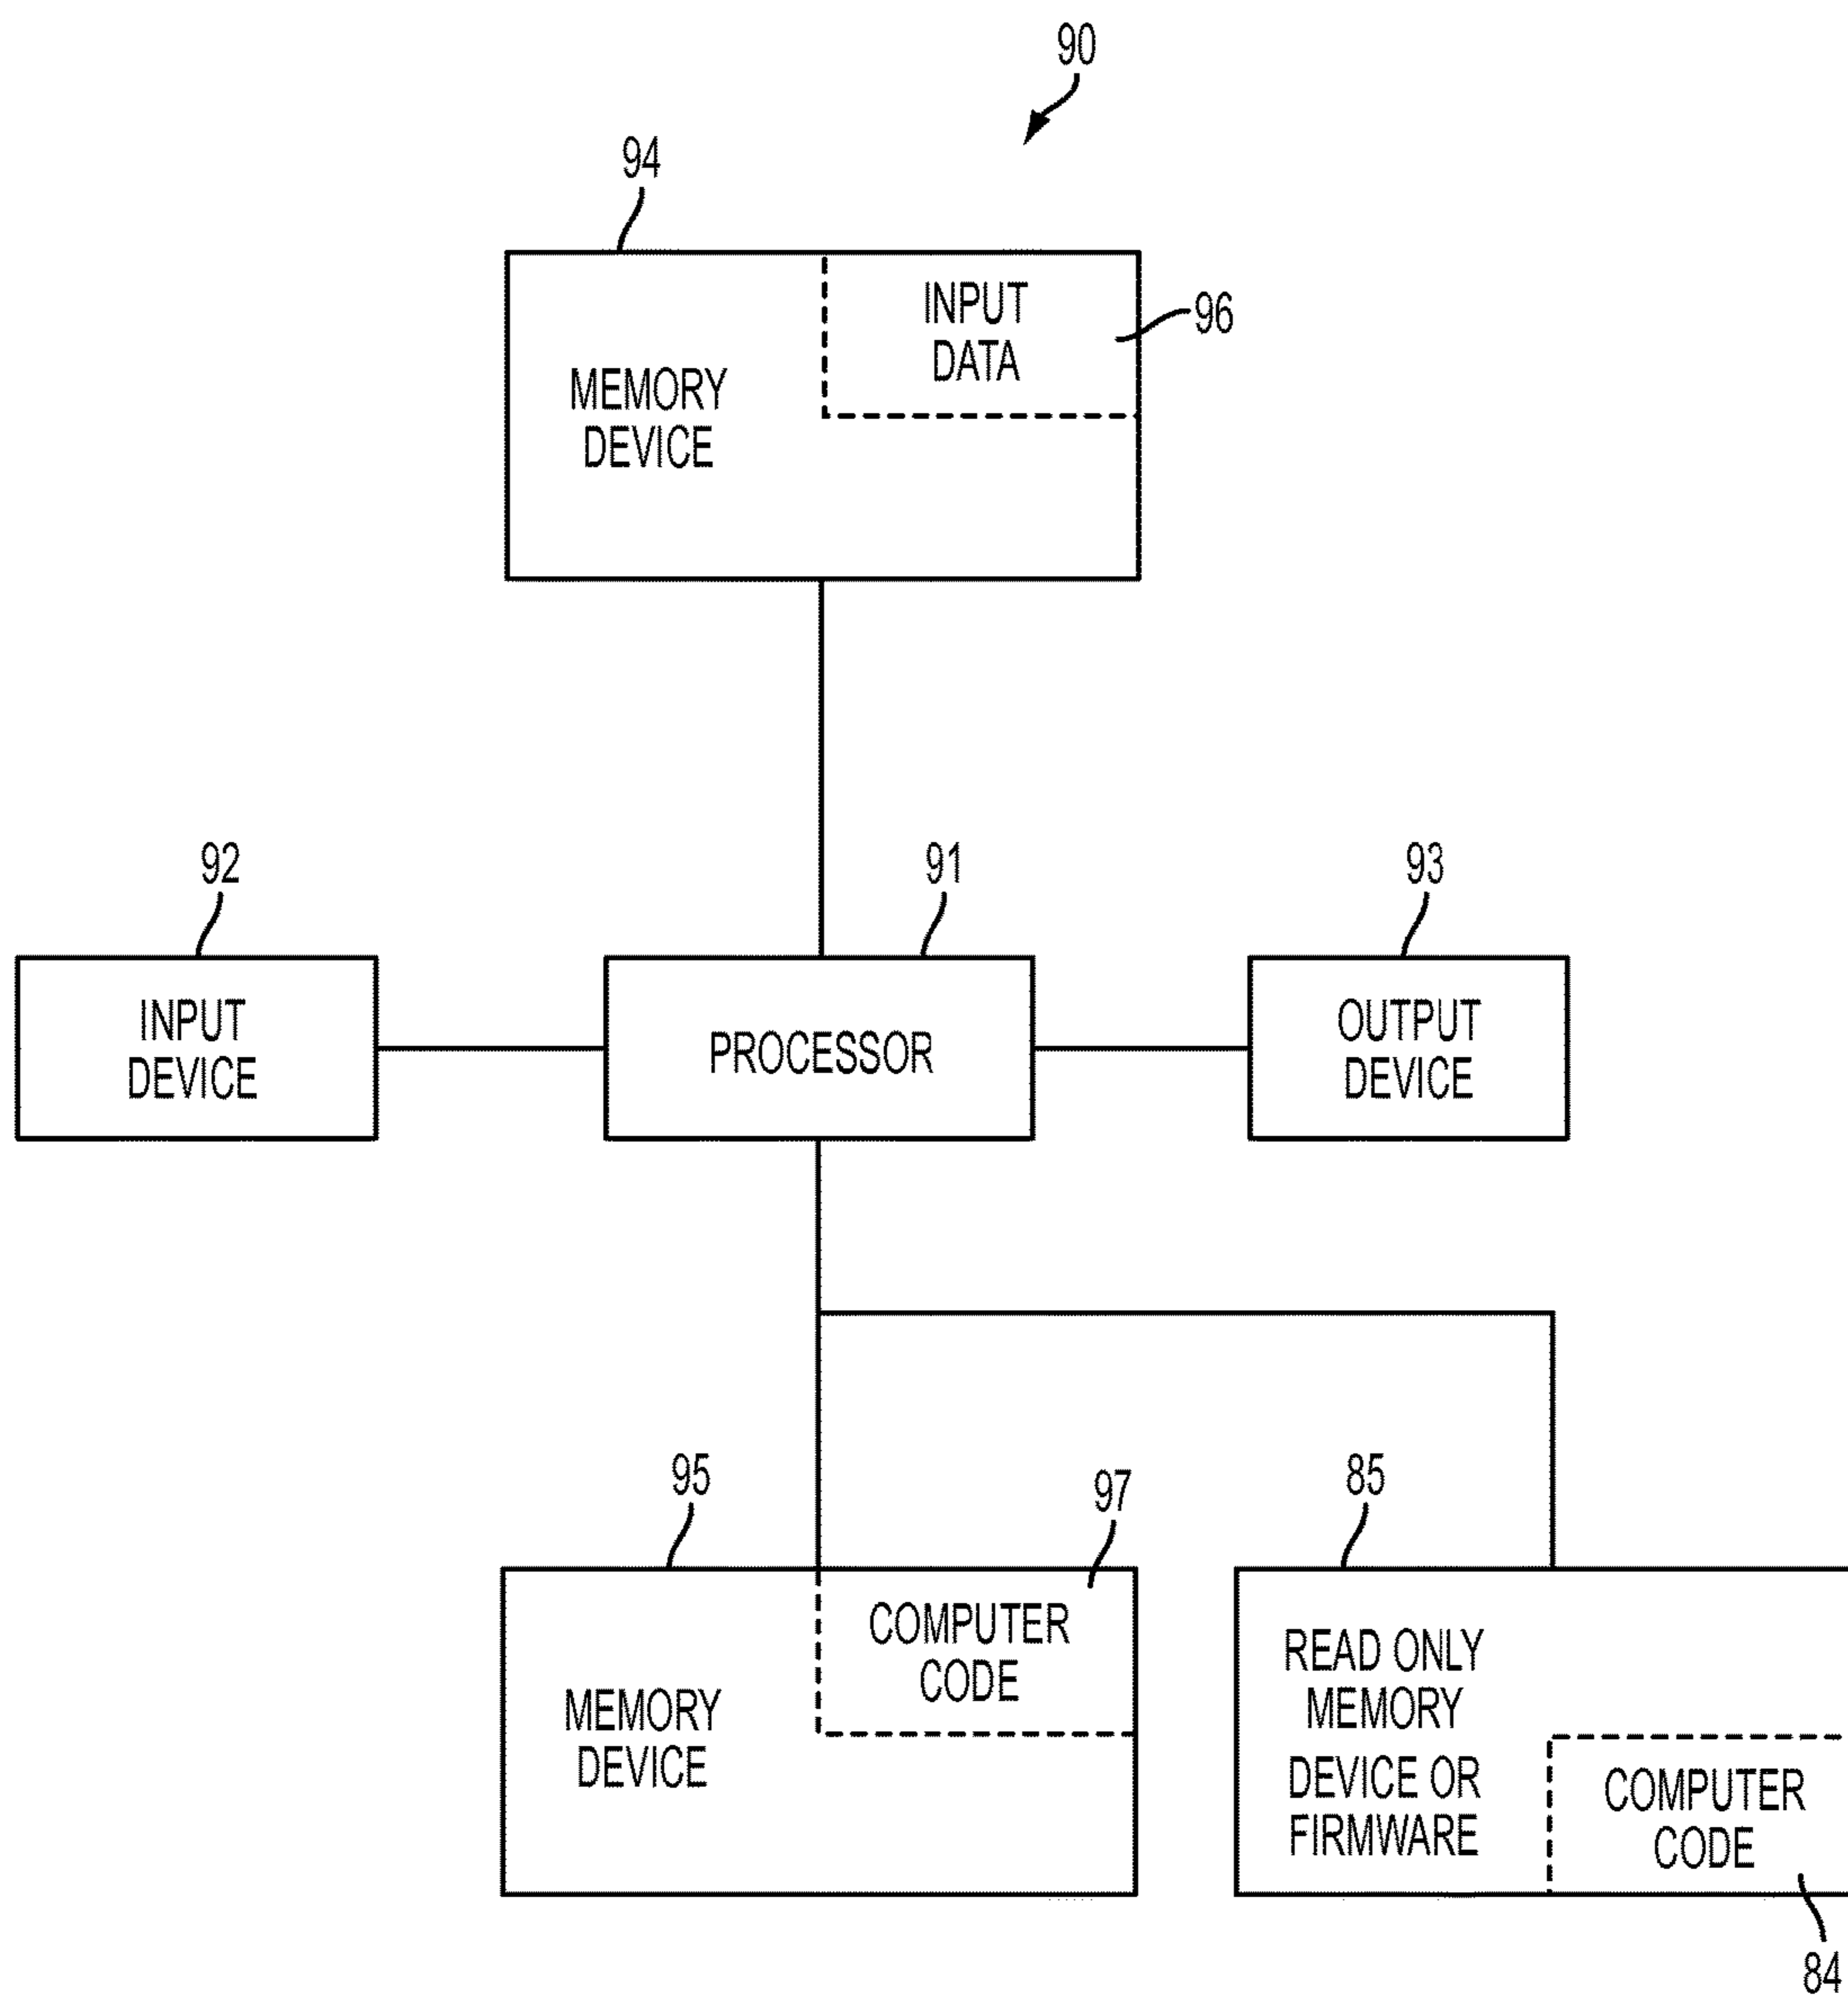 90
94
INPUT
DATA
96
MEMORY
DEVICE
92
91
93
INPUT
DEVICE
PROCESSOR
OUTPUT
DEVICE
95
97
85
COMPUTER
CODE
MEMORY
DEVICE
READ ONLY
MEMORY
DEVICE OR
FIRMWARE
COMPUTER
CODE
84